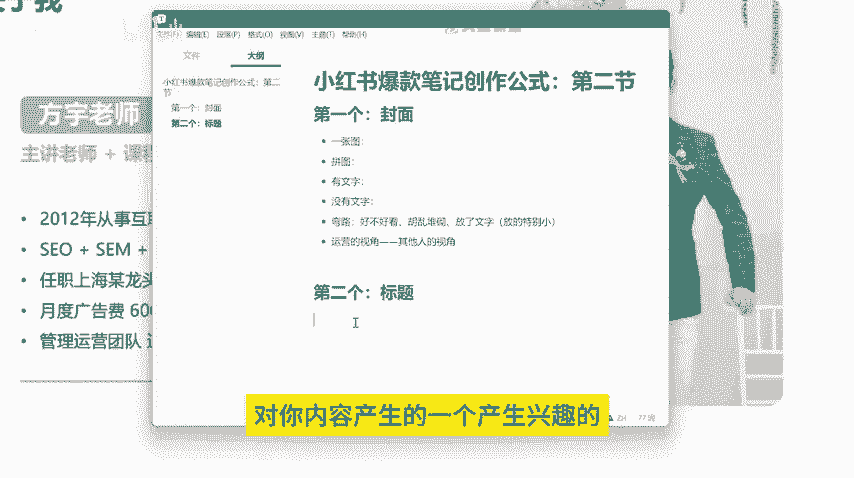 方宇老师
主讲老师 + 课程
2012年从事互联
SEO + SEM +
任职上海某龙头
月度广告费 600
管理运营团队
编辑(E) 段落(P) 格式(O) 视图(V) 主题(T) 帮助(H)
文件 大纲
小红书爆款笔记创作公式：第二节
第一个：封面
第二个：标题
小红书爆款笔记创作公式：第二节
第一个：封面
一张图：
拼图：
有文字：
没有文字：
弯路：好不好看、胡乱堆砌、放了文字（放的特别小）
运营的视角——其他人的视角
第二个：标题
对你内容产生的一个产生兴趣的